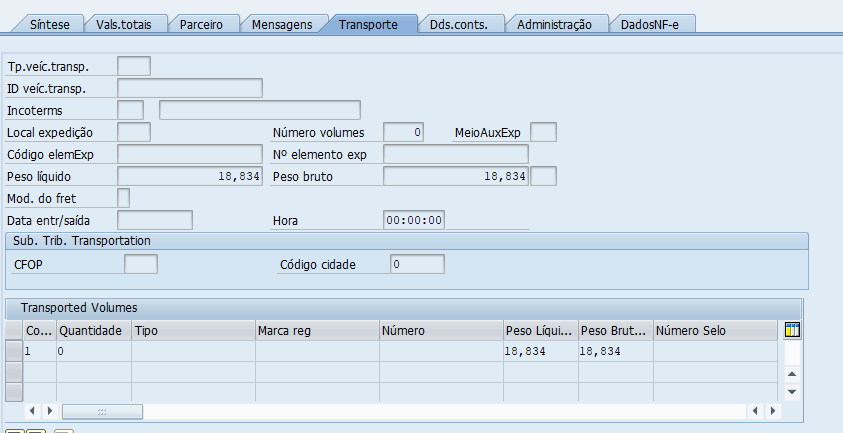 Síntese Vals.totais Parceiro Mensagens Transporte Dds.conts. Administração DadosNF-e
Tp.veíc.transp.
ID veíc.transp.
Incoterms
Local expedição Número volumes 0 MeioAuxExp
Código elemExp Nº elemento exp
Peso líquido 18,834 Peso bruto 18,834
Mod. do fret
Data entr/saída Hora 00:00:00
Sub. Trib. Transportation
CFOP Código cidade 0
Transported Volumes
Co... Quantidade Tipo Marca reg Número Peso Líqui... Peso Brut... Número Selo
1 0 18,834 18,834